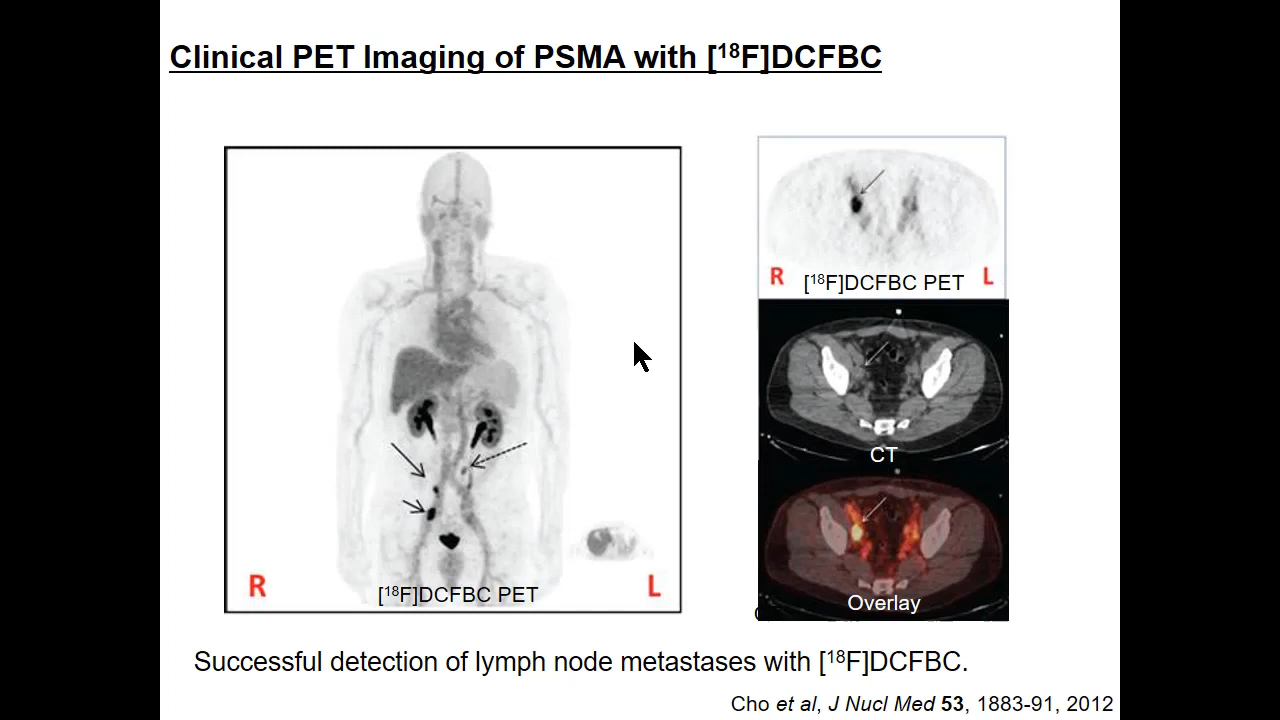 Clinical PET Imaging of PSMA with [¹⁸F]DCFBC
R
[¹⁸F]DCFBC PET
L
R
[¹⁸F]DCFBC PET
L
CT
Overlay
Successful detection of lymph node metastases with [¹⁸F]DCFBC.
Cho et al, J Nucl Med 53, 1883-91, 2012